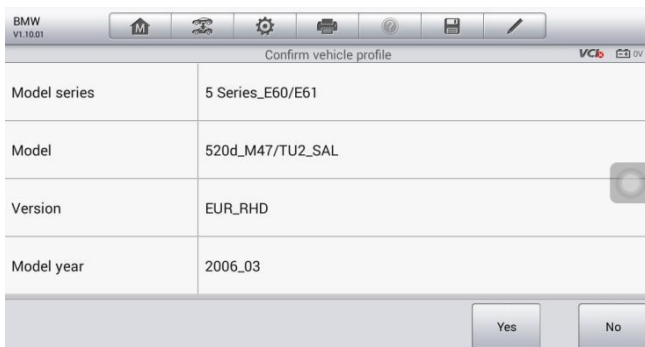 BMW
V1.10.01
Confirm vehicle profile
VCI
0V
Model series
5 Series_E60/E61
Model
520d_M47/TU2_SAL
Version
EUR_RHD
Model year
2006_03
Yes
No